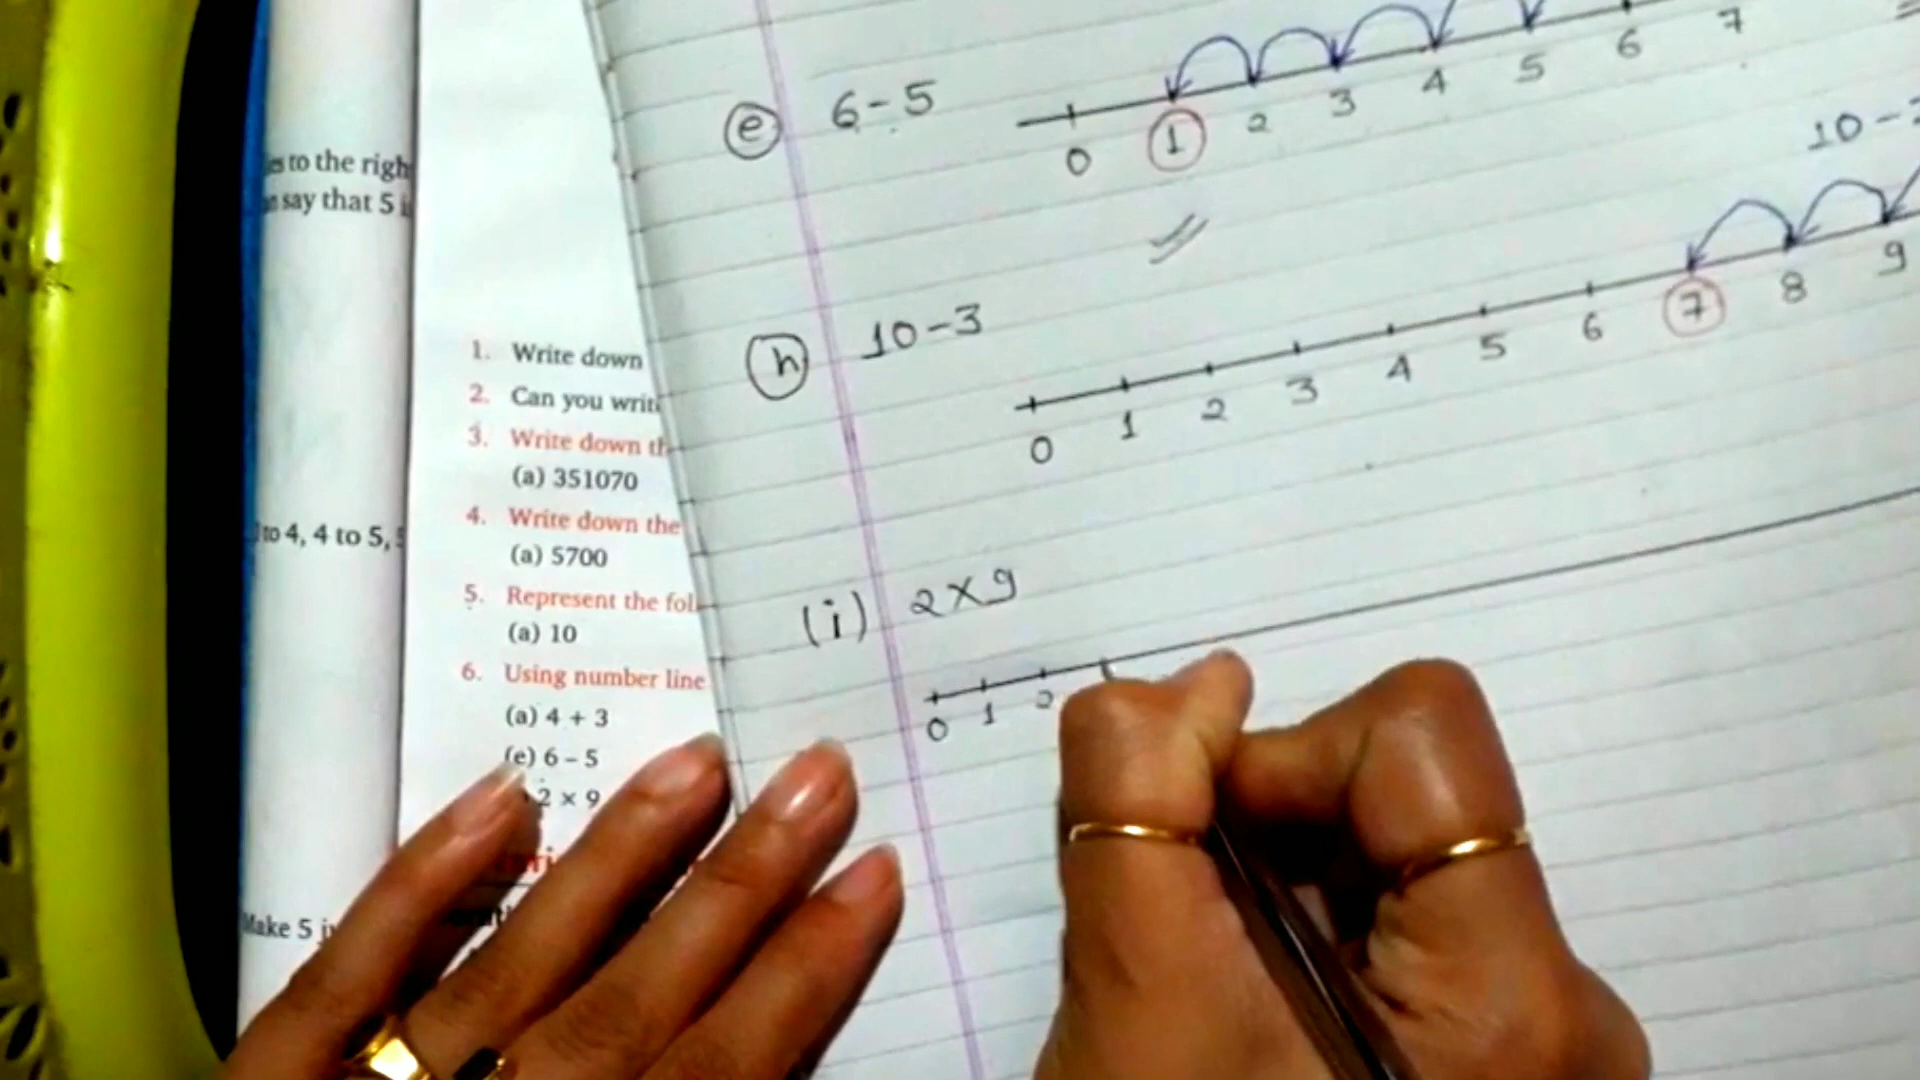 to the righ
say that 5
to 4, 4 to 5,
Make 5
1. Write down
2. Can you writ
3. Write down th
(a) 351070
4. Write down the
(a) 5700
5. Represent the fol
(a) 10
6. Using number line
(a) 4 + 3
(e) 6 – 5
2 × 9
(e) 6-5
0 1 2 3 4 5 6 7
10-
(h) 10-3
0 1 2 3 4 5 6 7 8 9
(i) 2×9
0 1 2